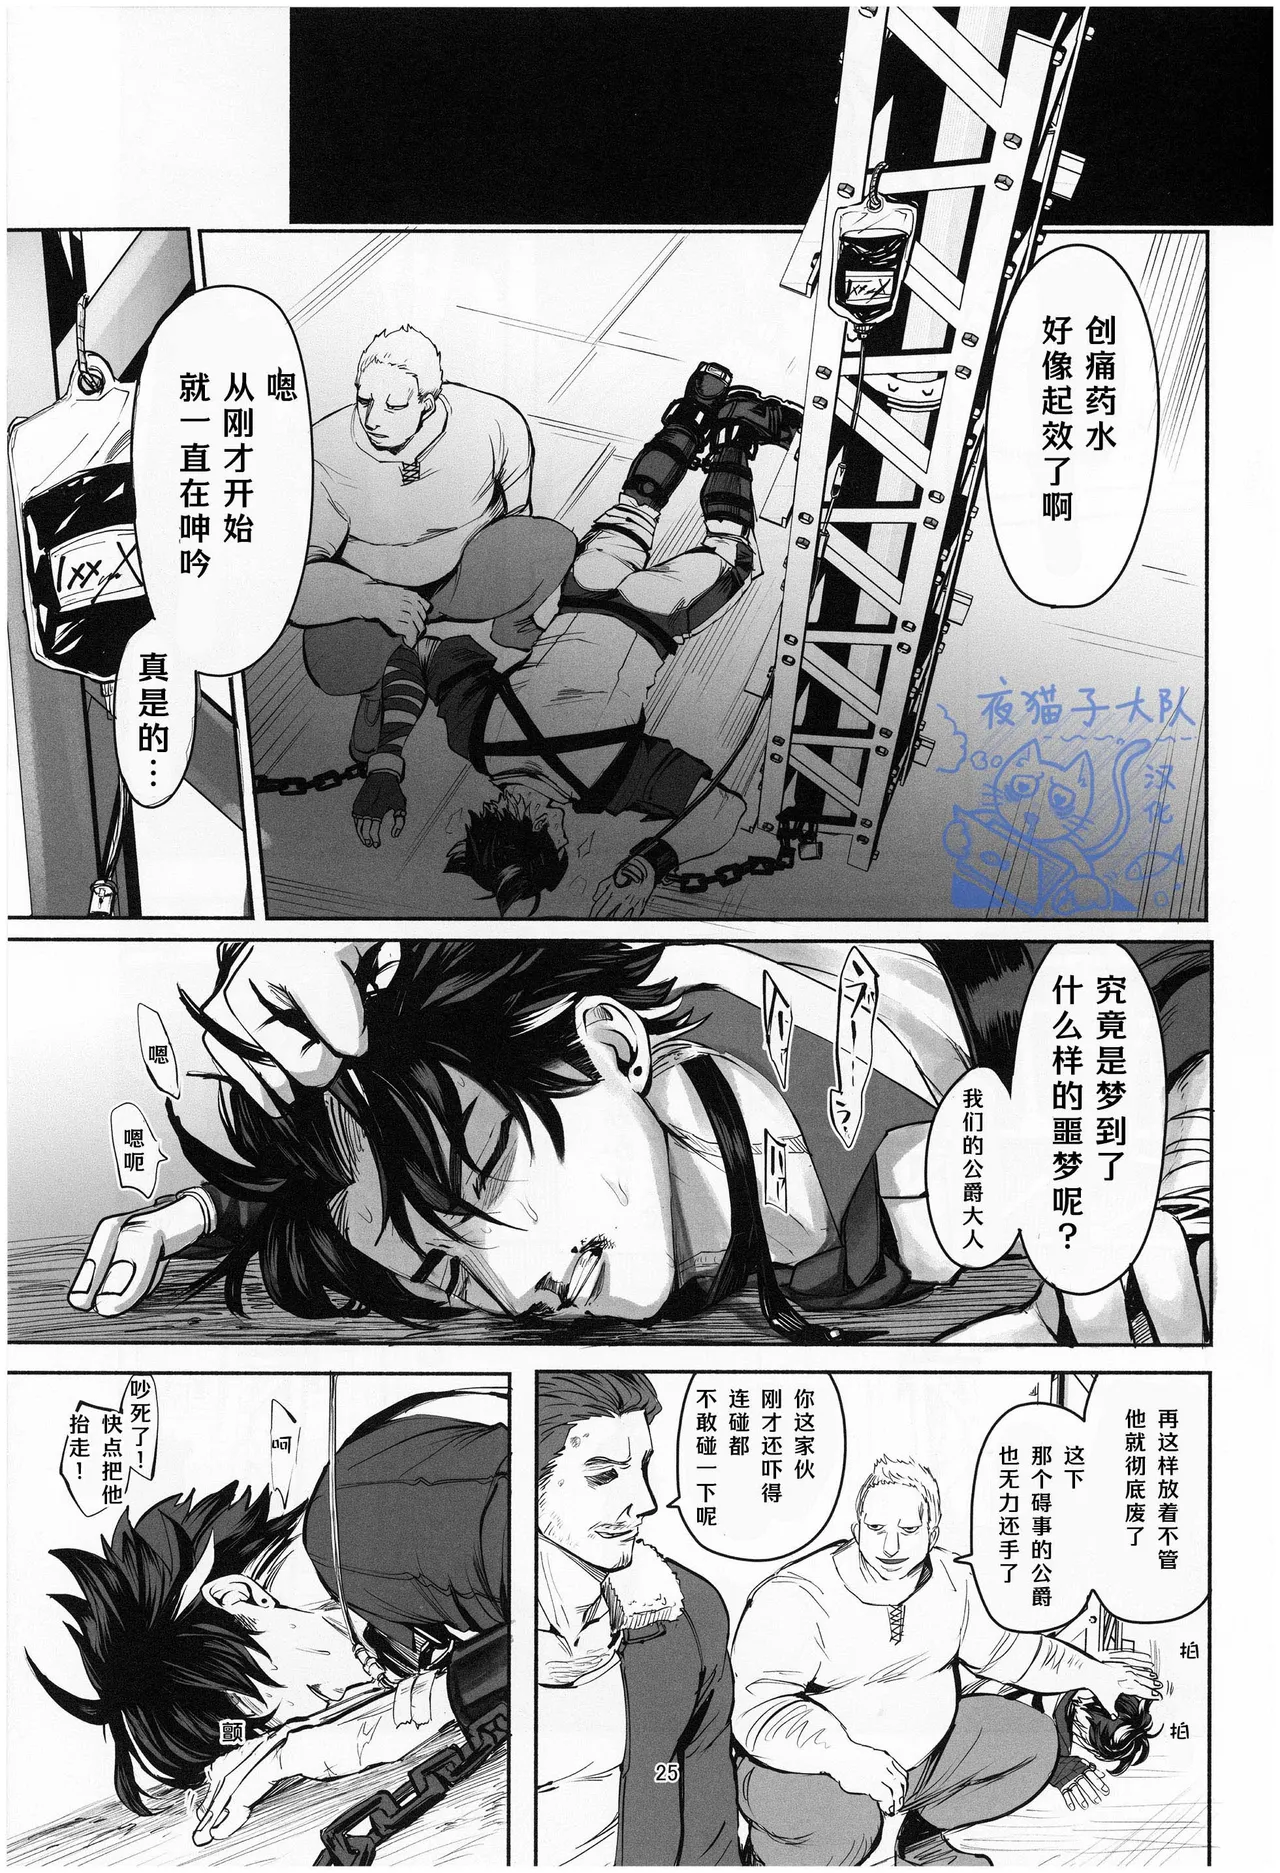 创痛药水
好像起效了啊
嗯
从刚才开始
就一直在呻吟
真是的…
夜猫子大队
汉化
究竟是梦到了
什么样的噩梦呢？
我们的公爵大人
嗯
嗯呃
う
再这样放着不管
他就彻底废了
这下
那个碍事的公爵
也无力还手了
拍
拍
你这家伙
刚才还吓得
连碰都
不敢碰一下呢
25
呵
吵死了！
快点把他
抬走！
颤